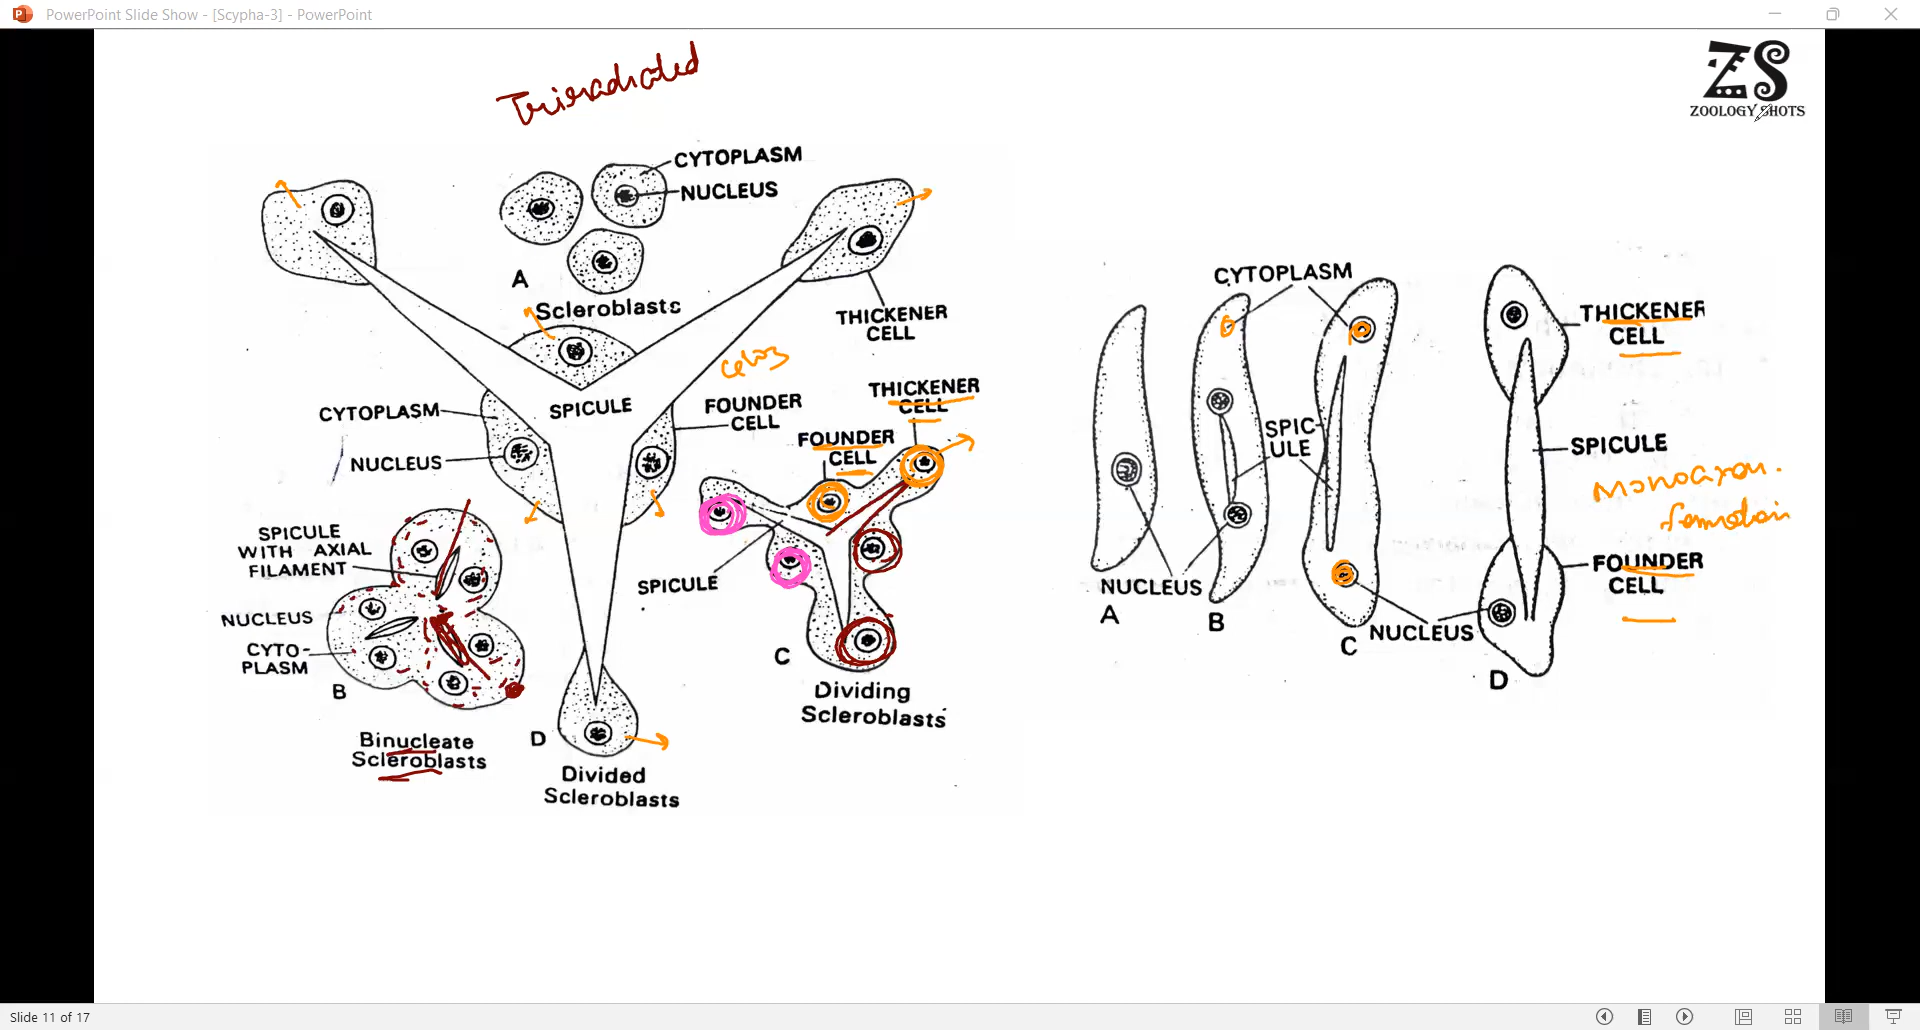 PowerPoint Slide Show - [Scypha-3] - PowerPoint
ZS
ZOOLOGY SHOTS
Triradiated
CYTOPLASM
NUCLEUS
A
Scleroblasts
THICKENER
CELL
SPICULE
CYTOPLASM
NUCLEUS
FOUNDER
CELL
THICKENER
CELL
FOUNDER
CELL
SPICULE
C
Dividing
Scleroblasts
SPICULE
WITH AXIAL
FILAMENT
NUCLEUS
CYTO-
PLASM
B
Binucleate
Scleroblasts
D
Divided
Scleroblasts
CYTOPLASM
SPIC-
ULE
NUCLEUS
A
B
C
NUCLEUS
D
THICKENER
CELL
SPICULE
Monoaxon.
FOUNDER
CELL
Slide 11 of 17